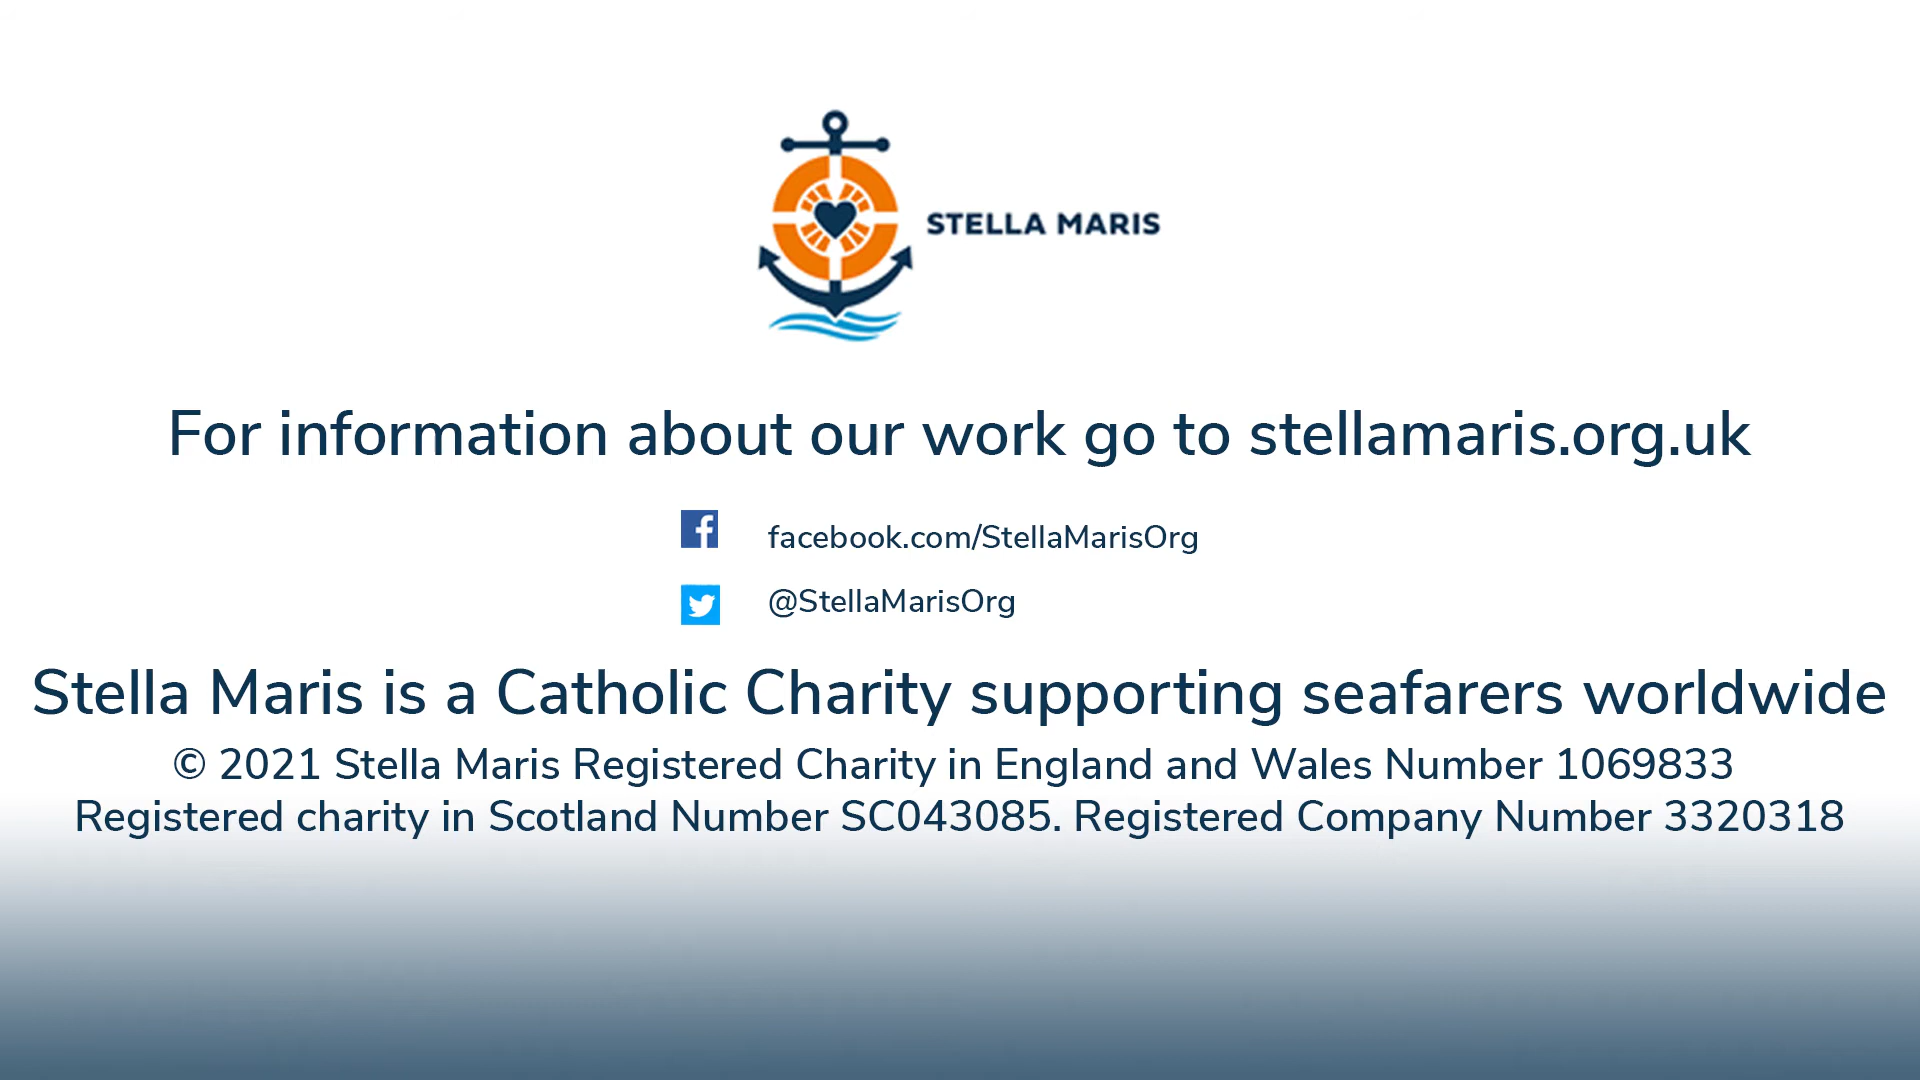 STELLA MARIS
For information about our work go to stellamaris.org.uk
facebook.com/StellaMarisOrg
@StellaMarisOrg
Stella Maris is a Catholic Charity supporting seafarers worldwide
© 2021 Stella Maris Registered Charity in England and Wales Number 1069833
Registered charity in Scotland Number SC043085. Registered Company Number 3320318